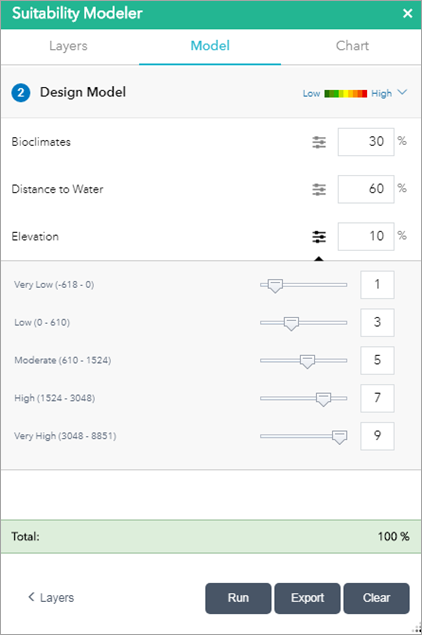 Suitability Modeler ×
Layers Model Chart
2 Design Model Low High
Bioclimates 30 %
Distance to Water 60 %
Elevation 10 %
Very Low (-618 - 0) 1
Low (0 - 610) 3
Moderate (610 - 1524) 5
High (1524 - 3048) 7
Very High (3048 - 8851) 9
Total: 100 %
< Layers Run Export Clear